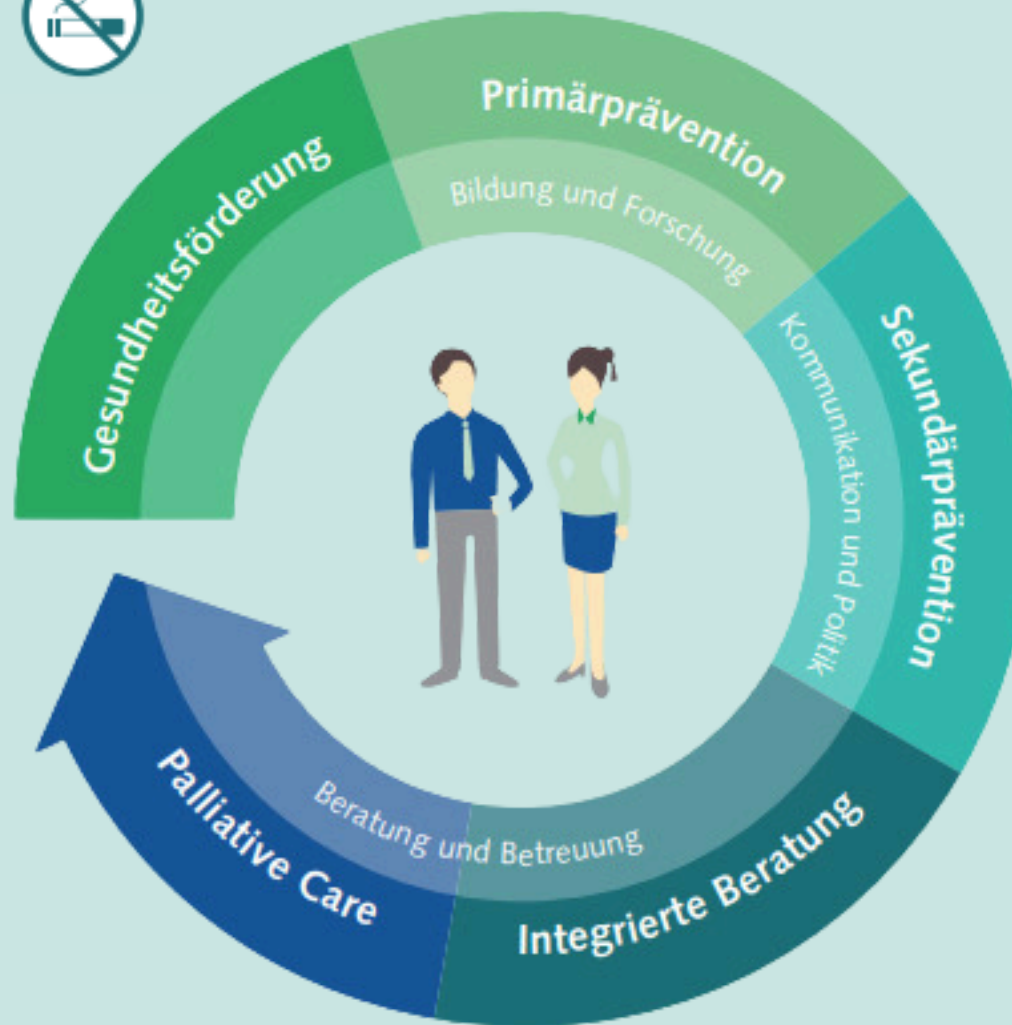 Gesundheitsförderung
Primärprävention
Bildung und Forschung
Sekundärprävention
Kommunikation und Politik
Integrierte Beratung
Beratung und Betreuung
Palliative Care